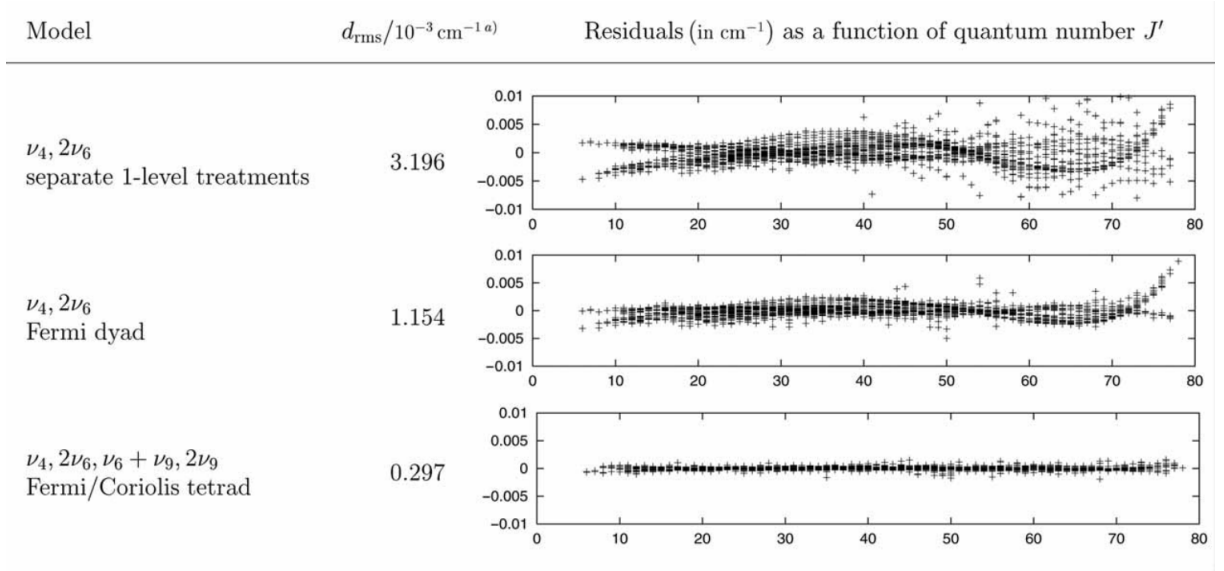 Model d_rms/10⁻³ cm⁻¹ ᵃ⁾ Residuals (in cm⁻¹) as a function of quantum number J′
0.01
0.005
0
−0.005
−0.01
0 10 20 30 40 50 60 70 80
ν₄, 2ν₆
separate 1-level treatments
3.196
0.01
0.005
0
−0.005
−0.01
0 10 20 30 40 50 60 70 80
ν₄, 2ν₆
Fermi dyad
1.154
0.01
0.005
0
−0.005
−0.01
0 10 20 30 40 50 60 70 80
ν₄, 2ν₆, ν₆ + ν₉, 2ν₉
Fermi/Coriolis tetrad
0.297